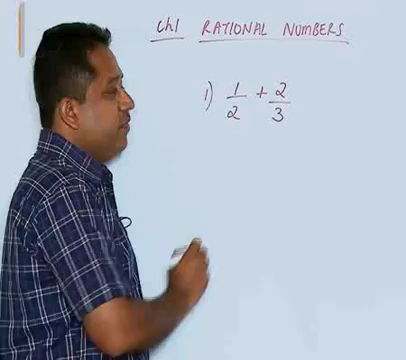 Ch1 RATIONAL NUMBERS
1) 1/2 + 2/3